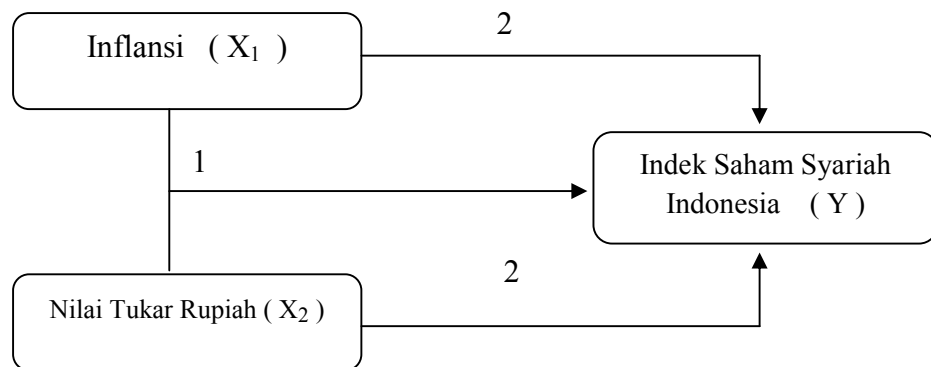 2
Inflansi ( X₁ )
1
Indek Saham Syariah
Indonesia ( Y )
2
Nilai Tukar Rupiah ( X₂ )